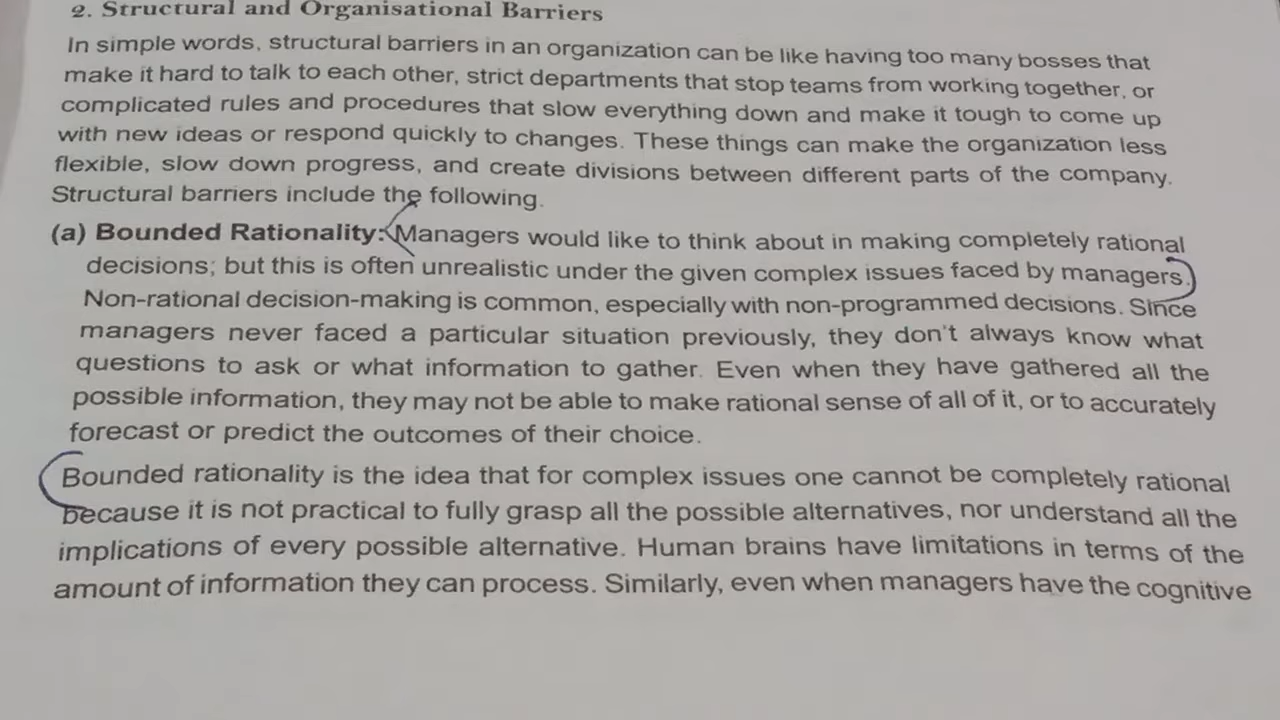 2. Structural and Organisational Barriers
In simple words, structural barriers in an organization can be like having too many bosses that
make it hard to talk to each other, strict departments that stop teams from working together, or
complicated rules and procedures that slow everything down and make it tough to come up
with new ideas or respond quickly to changes. These things can make the organization less
flexible, slow down progress, and create divisions between different parts of the company.
Structural barriers include the following.
(a) Bounded Rationality: Managers would like to think about in making completely rational
decisions; but this is often unrealistic under the given complex issues faced by managers.
Non-rational decision-making is common, especially with non-programmed decisions. Since
managers never faced a particular situation previously, they don't always know what
questions to ask or what information to gather. Even when they have gathered all the
possible information, they may not be able to make rational sense of all of it, or to accurately
forecast or predict the outcomes of their choice.
Bounded rationality is the idea that for complex issues one cannot be completely rational
because it is not practical to fully grasp all the possible alternatives, nor understand all the
implications of every possible alternative. Human brains have limitations in terms of the
amount of information they can process. Similarly, even when managers have the cognitive